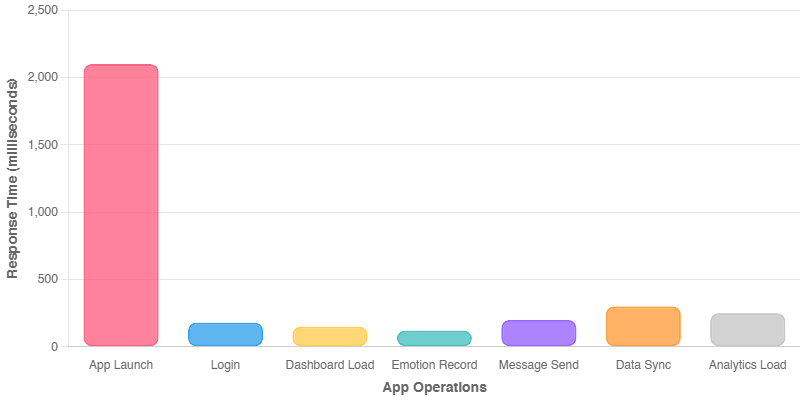 Response Time (milliseconds)
2,500
2,000
1,500
1,000
500
0
App Launch
Login
Dashboard Load
Emotion Record
Message Send
Data Sync
Analytics Load
App Operations